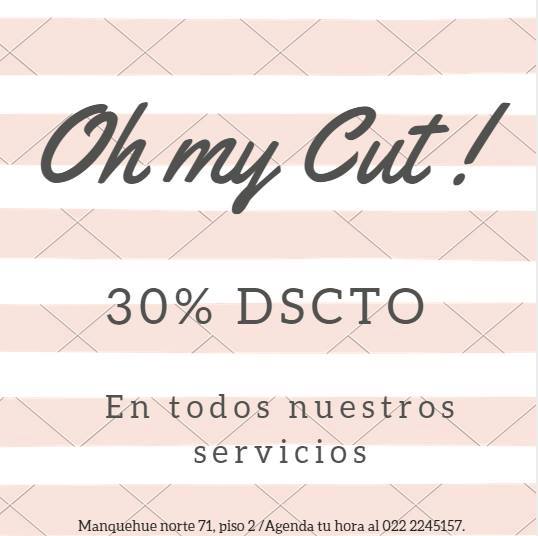 Oh my Cut !
30% DSCTO
En todos nuestros
servicios
Manquehue norte 71, piso 2 /Agenda tu hora al 022 2245157.